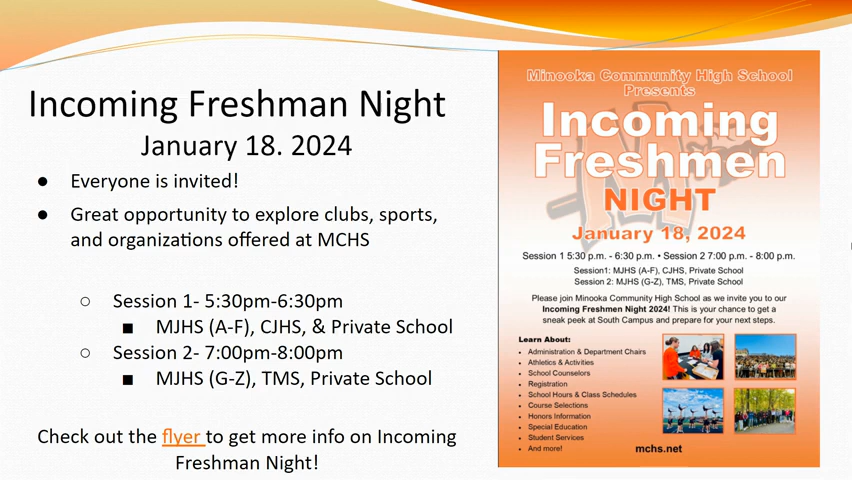 Incoming Freshman Night
January 18. 2024
● Everyone is invited!
● Great opportunity to explore clubs, sports,
and organizations offered at MCHS
○ Session 1- 5:30pm-6:30pm
■ MJHS (A-F), CJHS, & Private School
○ Session 2- 7:00pm-8:00pm
■ MJHS (G-Z), TMS, Private School
Check out the flyer to get more info on Incoming
Freshman Night!
Minooka Community High School
Presents
Incoming
Freshmen
NIGHT
January 18, 2024
Session 1 5:30 p.m. - 6:30 p.m. • Session 2 7:00 p.m. - 8:00 p.m.
Session1: MJHS (A-F), CJHS, Private School
Session 2: MJHS (G-Z), TMS, Private School
Please join Minooka Community High School as we invite you to our
Incoming Freshmen Night 2024! This is your chance to get a
sneak peek at South Campus and prepare for your next steps.
Learn About:
• Administration & Department Chairs
• Athletics & Activities
• School Counselors
• Registration
• School Hours & Class Schedules
• Course Selections
• Honors Information
• Special Education
• Student Services
• And more!
mchs.net